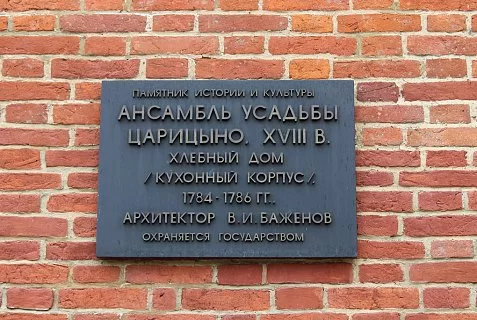 ПАМЯТНИК ИСТОРИИ И КУЛЬТУРЫ
АНСАМБЛЬ УСАДЬБЫ
ЦАРИЦЫНО, XVIII В.
ХЛЕБНЫЙ ДОМ
/КУХОННЫЙ КОРПУС/,
1784-1786 ГГ.,
АРХИТЕКТОР В.И.БАЖЕНОВ
ОХРАНЯЕТСЯ ГОСУДАРСТВОМ